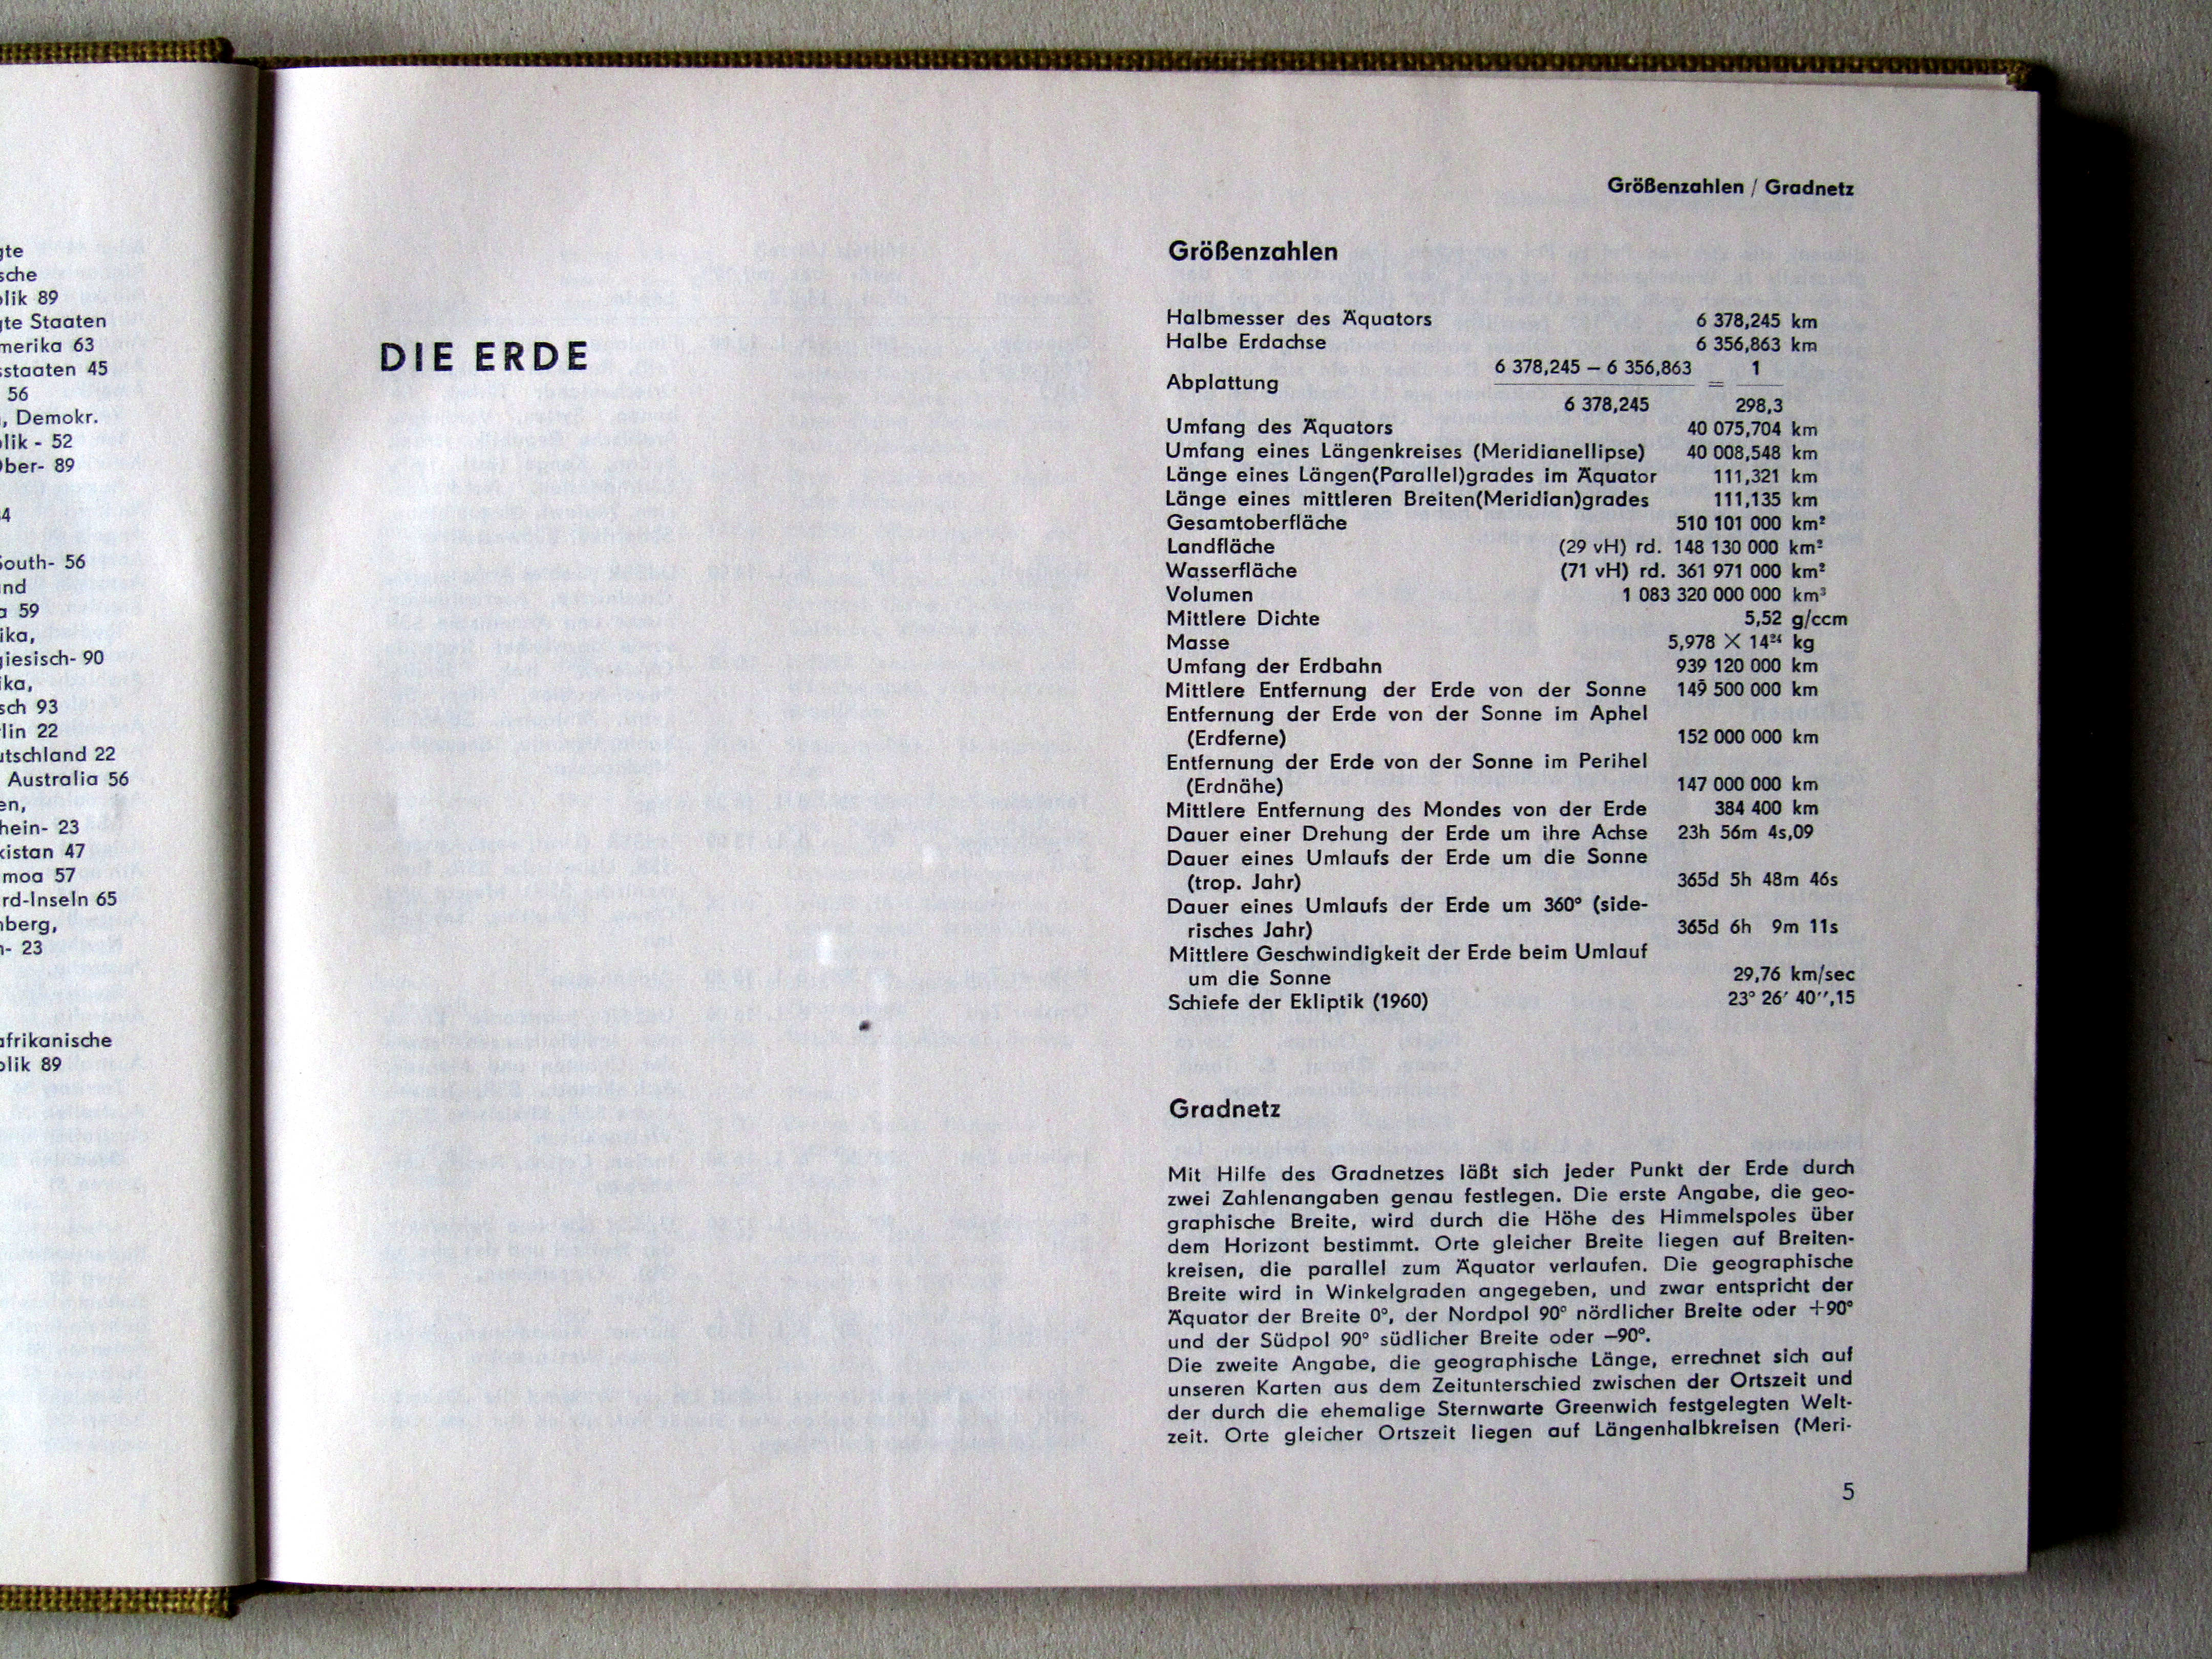 gte
sche
olik 89
gte Staaten
merika 63
sstaaten 45
56
, Demokr.
olik - 52
Ober- 89
South- 56
und
a 59
ika,
giesisch- 90
ika,
sch 93
rlin 22
utschland 22
Australia 56
en,
hein- 23
kistan 47
moa 57
rd-Inseln 65
nberg,
n- 23
afrikanische
olik 89
DIE ERDE
Größenzahlen / Gradnetz
Größenzahlen
Halbmesser des Äquators 6 378,245 km
Halbe Erdachse 6 356,863 km
Abplattung 6 378,245 – 6 356,863 = 1
6 378,245 298,3
Umfang des Äquators 40 075,704 km
Umfang eines Längenkreises (Meridianellipse) 40 008,548 km
Länge eines Längen(Parallel)grades im Äquator 111,321 km
Länge eines mittleren Breiten(Meridian)grades 111,135 km
Gesamtoberfläche 510 101 000 km²
Landfläche (29 vH) rd. 148 130 000 km²
Wasserfläche (71 vH) rd. 361 971 000 km²
Volumen 1 083 320 000 000 km³
Mittlere Dichte 5,52 g/ccm
Masse 5,978 × 14²⁴ kg
Umfang der Erdbahn 939 120 000 km
Mittlere Entfernung der Erde von der Sonne 149 500 000 km
Entfernung der Erde von der Sonne im Aphel
(Erdferne) 152 000 000 km
Entfernung der Erde von der Sonne im Perihel
(Erdnähe) 147 000 000 km
Mittlere Entfernung des Mondes von der Erde 384 400 km
Dauer einer Drehung der Erde um ihre Achse 23h 56m 4s,09
Dauer eines Umlaufs der Erde um die Sonne
(trop. Jahr) 365d 5h 48m 46s
Dauer eines Umlaufs der Erde um 360° (side-
risches Jahr) 365d 6h 9m 11s
Mittlere Geschwindigkeit der Erde beim Umlauf
um die Sonne 29,76 km/sec
Schiefe der Ekliptik (1960) 23° 26′ 40′′,15
Gradnetz
Mit Hilfe des Gradnetzes läßt sich jeder Punkt der Erde durch
zwei Zahlenangaben genau festlegen. Die erste Angabe, die geo-
graphische Breite, wird durch die Höhe des Himmelspoles über
dem Horizont bestimmt. Orte gleicher Breite liegen auf Breiten-
kreisen, die parallel zum Äquator verlaufen. Die geographische
Breite wird in Winkelgraden angegeben, und zwar entspricht der
Äquator der Breite 0°, der Nordpol 90° nördlicher Breite oder +90°
und der Südpol 90° südlicher Breite oder –90°.
Die zweite Angabe, die geographische Länge, errechnet sich auf
unseren Karten aus dem Zeitunterschied zwischen der Ortszeit und
der durch die ehemalige Sternwarte Greenwich festgelegten Welt-
zeit. Orte gleicher Ortszeit liegen auf Längenhalbkreisen (Meri-
5